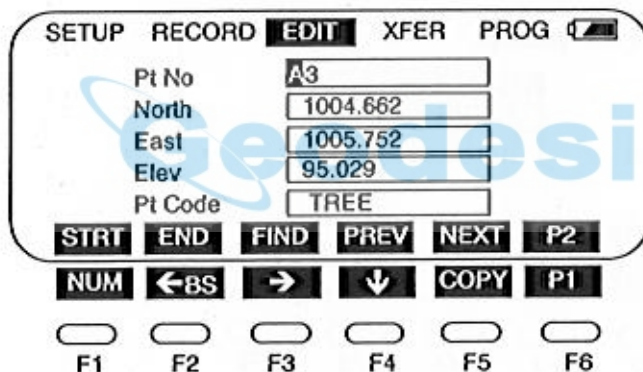 SETUP RECORD EDIT XFER PROG
Pt No A3
North 1004.662
East 1005.752
Elev 95.029
Pt Code TREE
Geodesi
STRT END FIND PREV NEXT P2
NUM ←BS → ↓ COPY P1
F1 F2 F3 F4 F5 F6